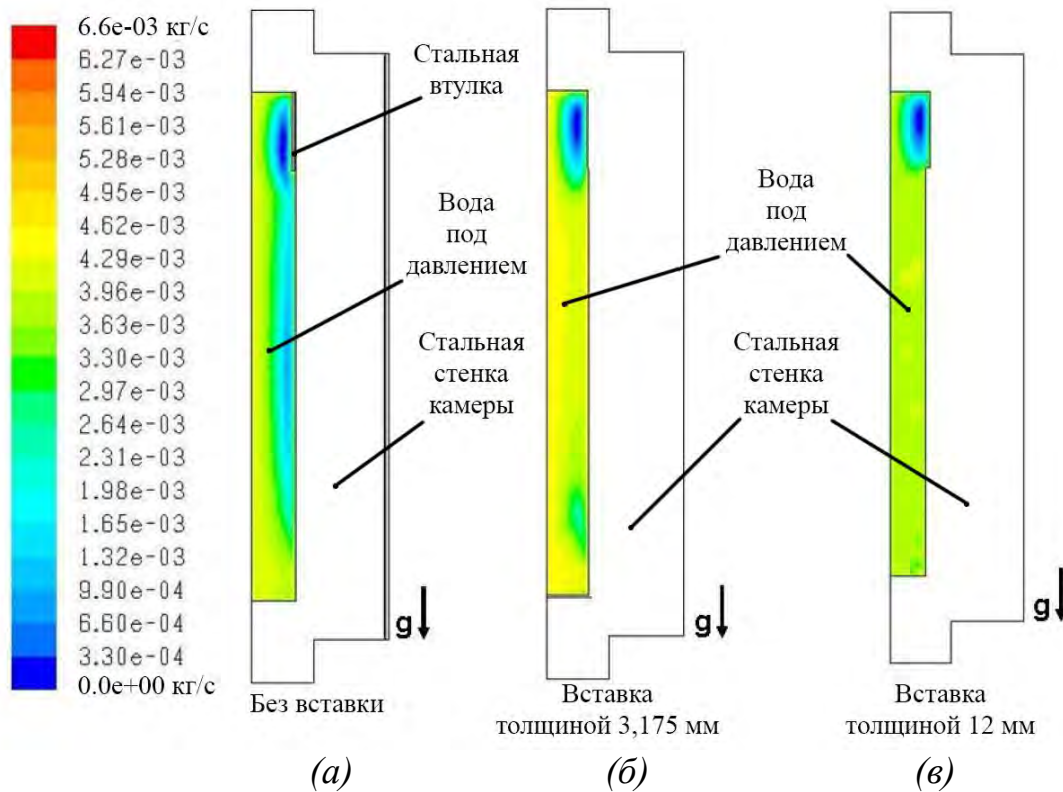 6.6e-03 кг/с
6.27e-03
5.94e-03
5.61e-03
5.28e-03
4.95e-03
4.62e-03
4.29e-03
3.96e-03
3.63e-03
3.30e-03
2.97e-03
2.64e-03
2.31e-03
1.98e-03
1.65e-03
1.32e-03
9.90e-04
6.60e-04
3.30e-04
0.0e+00 кг/с
Стальная
втулка
Вода
под
давлением
Стальная
стенка
камеры
g
Без вставки
(а)
Вода
под
давлением
Стальная
стенка
камеры
g
Вставка
толщиной 3,175 мм
(б)
g
Вставка
толщиной 12 мм
(в)